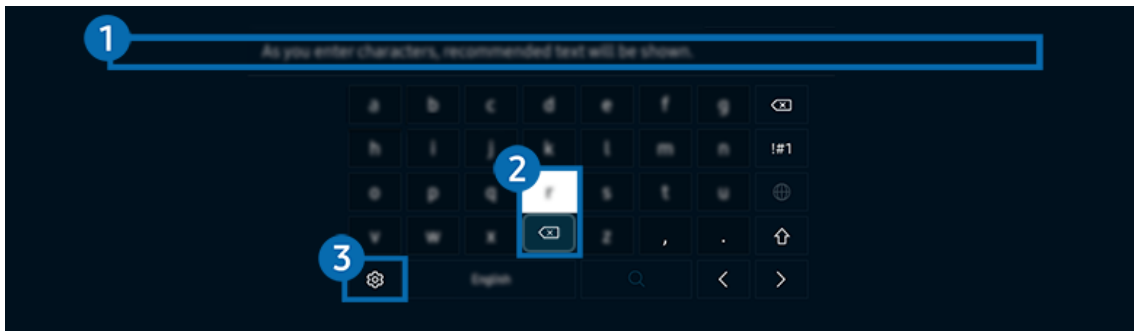 1
As you enter characters, recommended text will be shown.
a b c d e f g
h i j k l m n !#1
2
o p q r s t u
v w x z , .
3
English